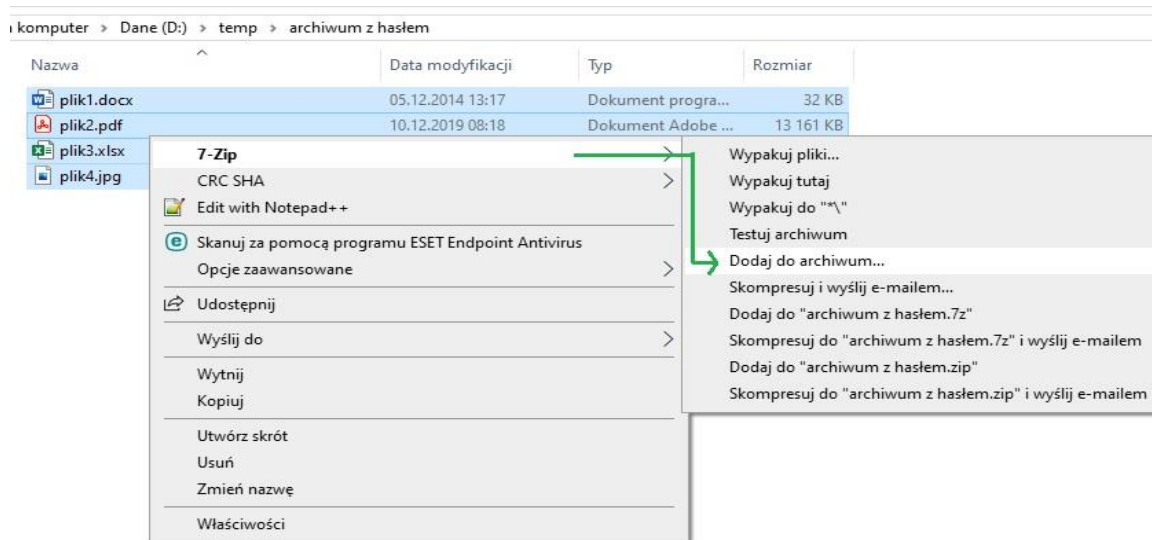 komputer > Dane (D:) > temp > archiwum z hasłem
Nazwa Data modyfikacji Typ Rozmiar
plik1.docx 05.12.2014 13:17 Dokument progra... 32 KB
plik2.pdf 10.12.2019 08:18 Dokument Adobe ... 13 161 KB
plik3.xlsx
plik4.jpg
7-Zip
CRC SHA
Edit with Notepad++
Skanuj za pomocą programu ESET Endpoint Antivirus
Opcje zaawansowane
Udostępnij
Wyślij do
Wytnij
Kopiuj
Utwórz skrót
Usuń
Zmień nazwę
Właściwości
Wypakuj pliki...
Wypakuj tutaj
Wypakuj do "*\"
Testuj archiwum
Dodaj do archiwum...
Skompresuj i wyślij e-mailem...
Dodaj do "archiwum z hasłem.7z"
Skompresuj do "archiwum z hasłem.7z" i wyślij e-mailem
Dodaj do "archiwum z hasłem.zip"
Skompresuj do "archiwum z hasłem.zip" i wyślij e-mailem